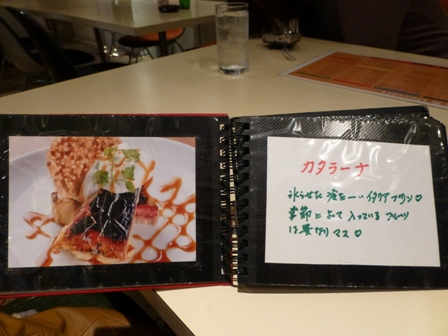 カタラーナ
氷らせた冷たーいイタリアプリン♡
季節によって入っているフルーツ
は変わりマス♡